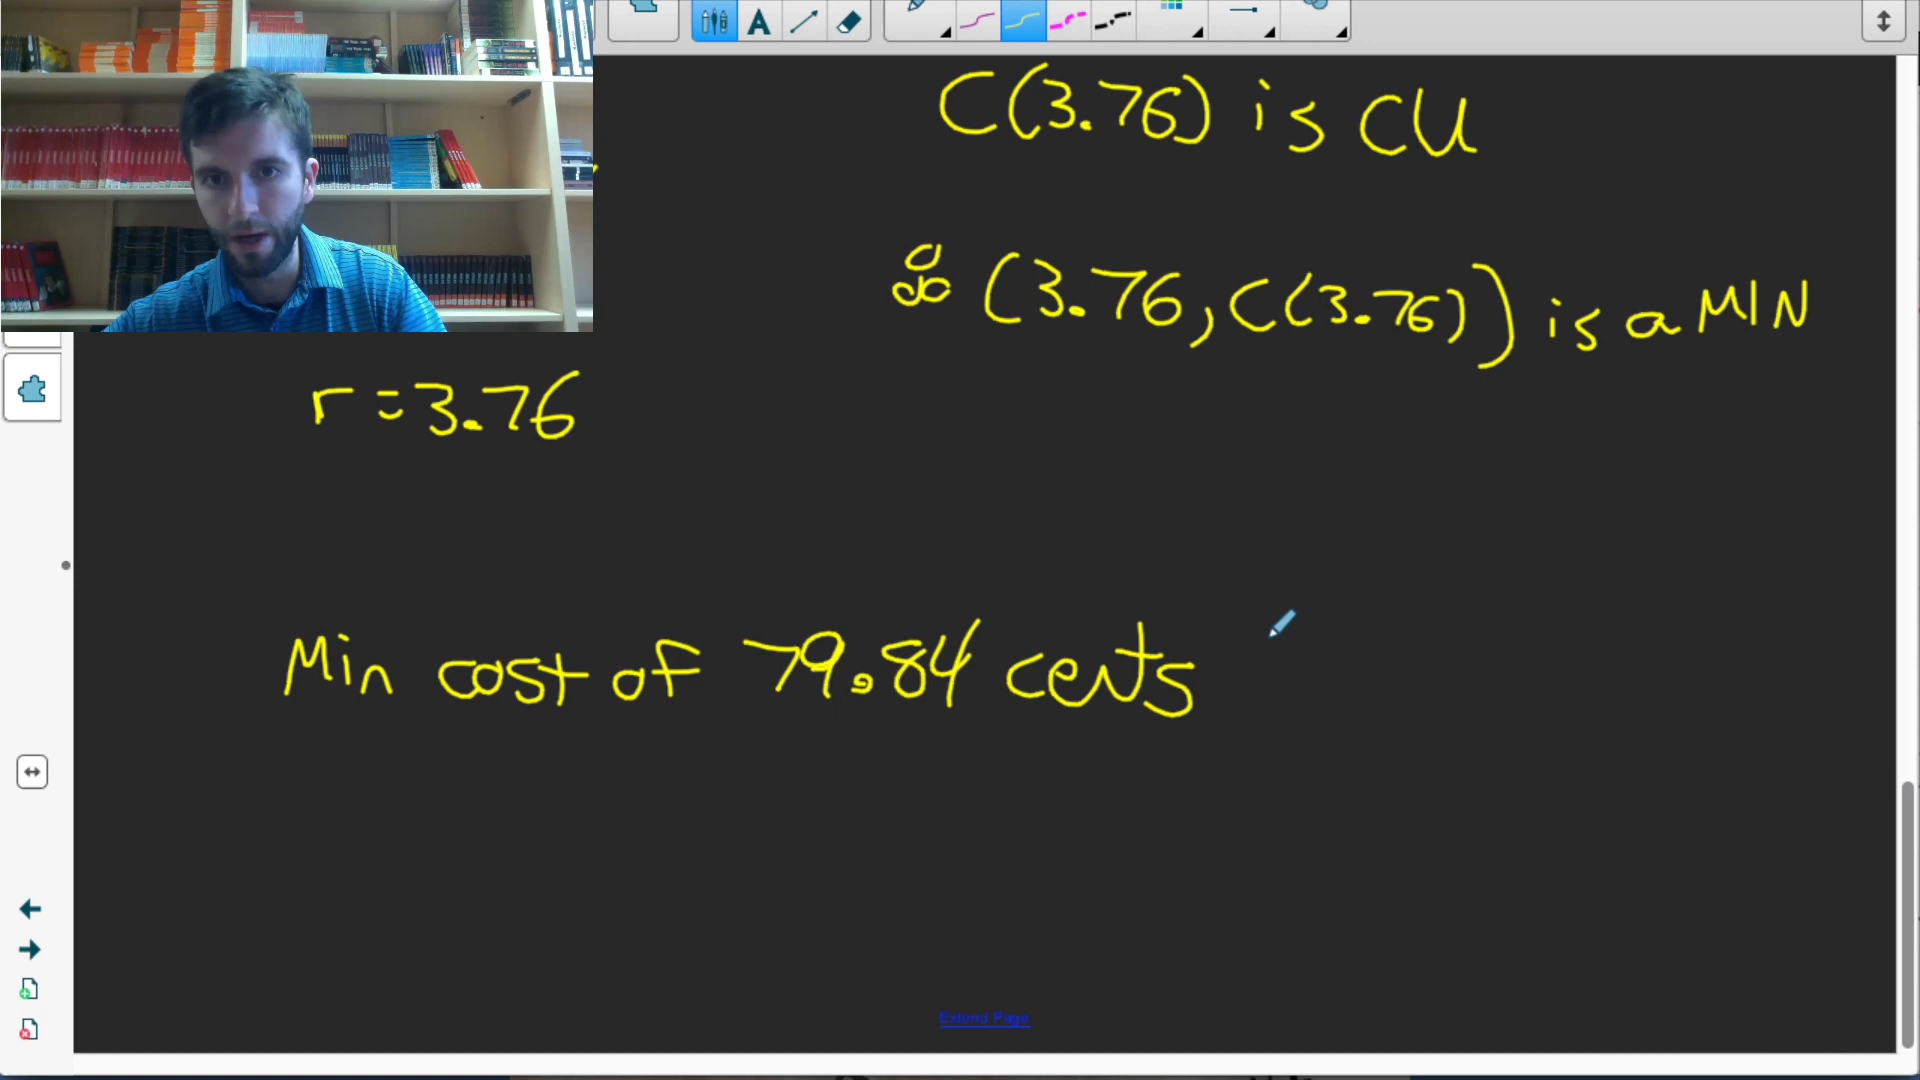 C(3.76) is CU
∴ (3.76, C(3.76)) is a MIN
r = 3.76
Min cost of 79.84 cents
Extend Page
A